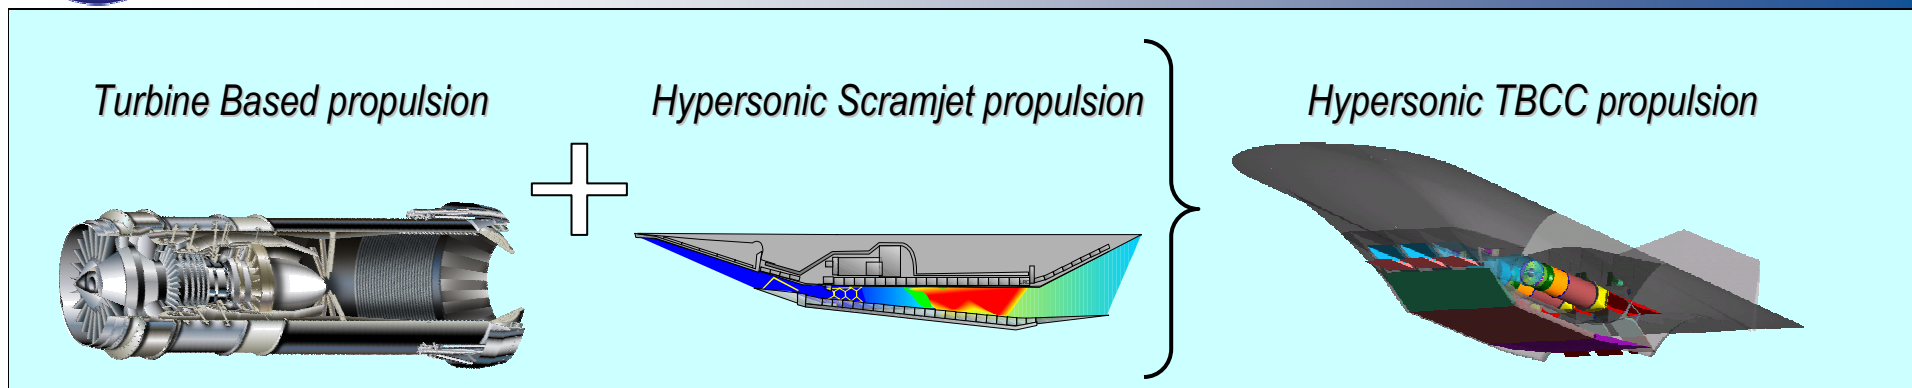 Turbine Based propulsion
Hypersonic Scramjet propulsion
Hypersonic TBCC propulsion